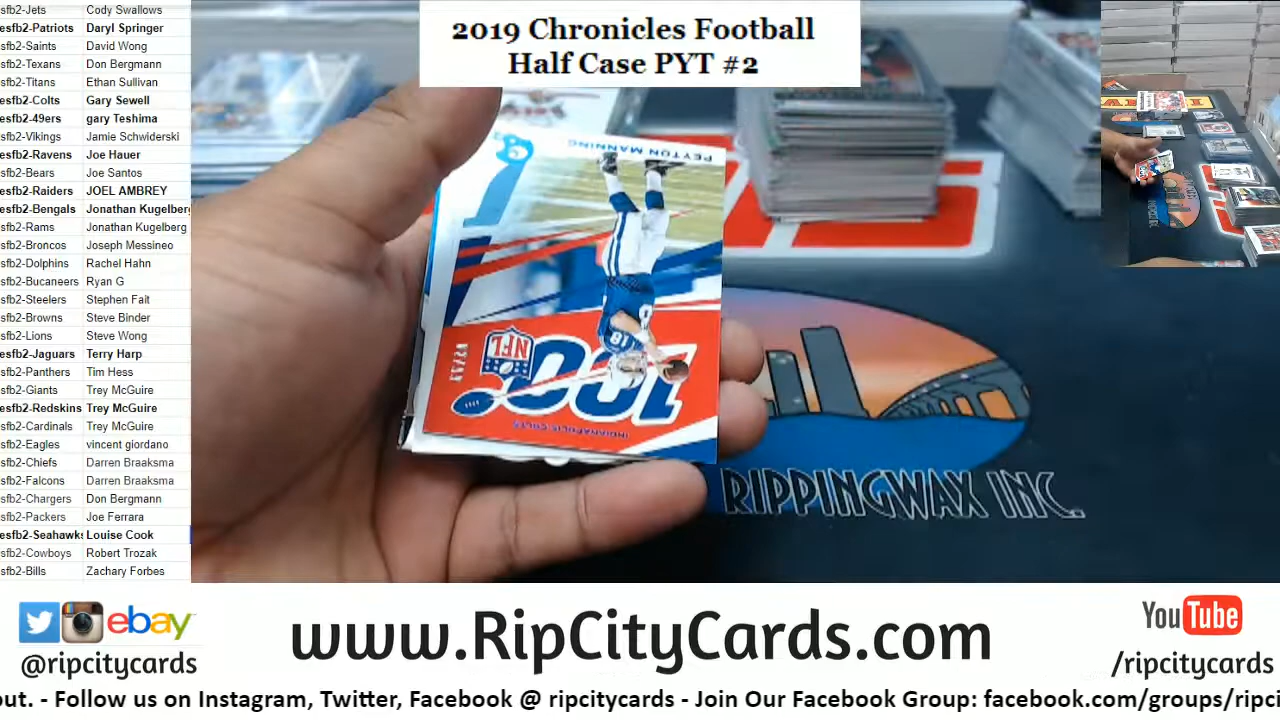 2019 Chronicles Football
Half Case PYT #2
sfb2-Jets Cody Swallows
esfb2-Patriots Daryl Springer
sfb2-Saints David Wong
sfb2-Texans Don Bergmann
sfb2-Titans Ethan Sullivan
esfb2-Colts Gary Sewell
esfb2-49ers gary Teshima
sfb2-Vikings Jamie Schwiderski
esfb2-Ravens Joe Hauer
sfb2-Bears Joe Santos
esfb2-Raiders JOEL AMBREY
esfb2-Bengals Jonathan Kugelberg
sfb2-Rams Jonathan Kugelberg
sfb2-Broncos Joseph Messineo
sfb2-Dolphins Rachel Hahn
sfb2-Bucaneers Ryan G
sfb2-Steelers Stephen Fait
sfb2-Browns Steve Binder
sfb2-Lions Steve Wong
esfb2-Jaguars Terry Harp
sfb2-Panthers Tim Hess
sfb2-Giants Trey McGuire
esfb2-Redskins Trey McGuire
sfb2-Cardinals Trey McGuire
sfb2-Eagles vincent giordano
sfb2-Chiefs Darren Braaksma
sfb2-Falcons Darren Braaksma
sfb2-Chargers Don Bergmann
sfb2-Packers Joe Ferrara
esfb2-Seahawks Louise Cook
sfb2-Cowboys Robert Trozak
sfb2-Bills Zachary Forbes
PEYTON MANNING
18
NFL
100
INDIANAPOLIS COLTS
RIPPINGWAX INC.
ebay
@ripcitycards
www.RipCityCards.com
YouTube
/ripcitycards
out. - Follow us on Instagram, Twitter, Facebook @ ripcitycards - Join Our Facebook Group: facebook.com/groups/ripci